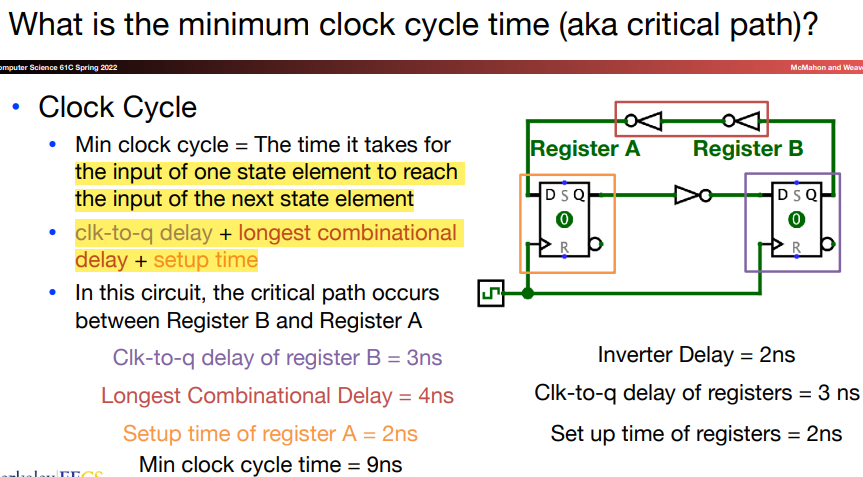 What is the minimum clock cycle time (aka critical path)?
omputer Science 61C Spring 2022
McMahon and Weav
• Clock Cycle
• Min clock cycle = The time it takes for
the input of one state element to reach
the input of the next state element
• clk-to-q delay + longest combinational
delay + setup time
• In this circuit, the critical path occurs
between Register B and Register A
Clk-to-q delay of register B = 3ns
Longest Combinational Delay = 4ns
Setup time of register A = 2ns
Min clock cycle time = 9ns
Register A
Register B
D S Q
0
R
D S Q
0
R
Inverter Delay = 2ns
Clk-to-q delay of registers = 3 ns
Set up time of registers = 2ns